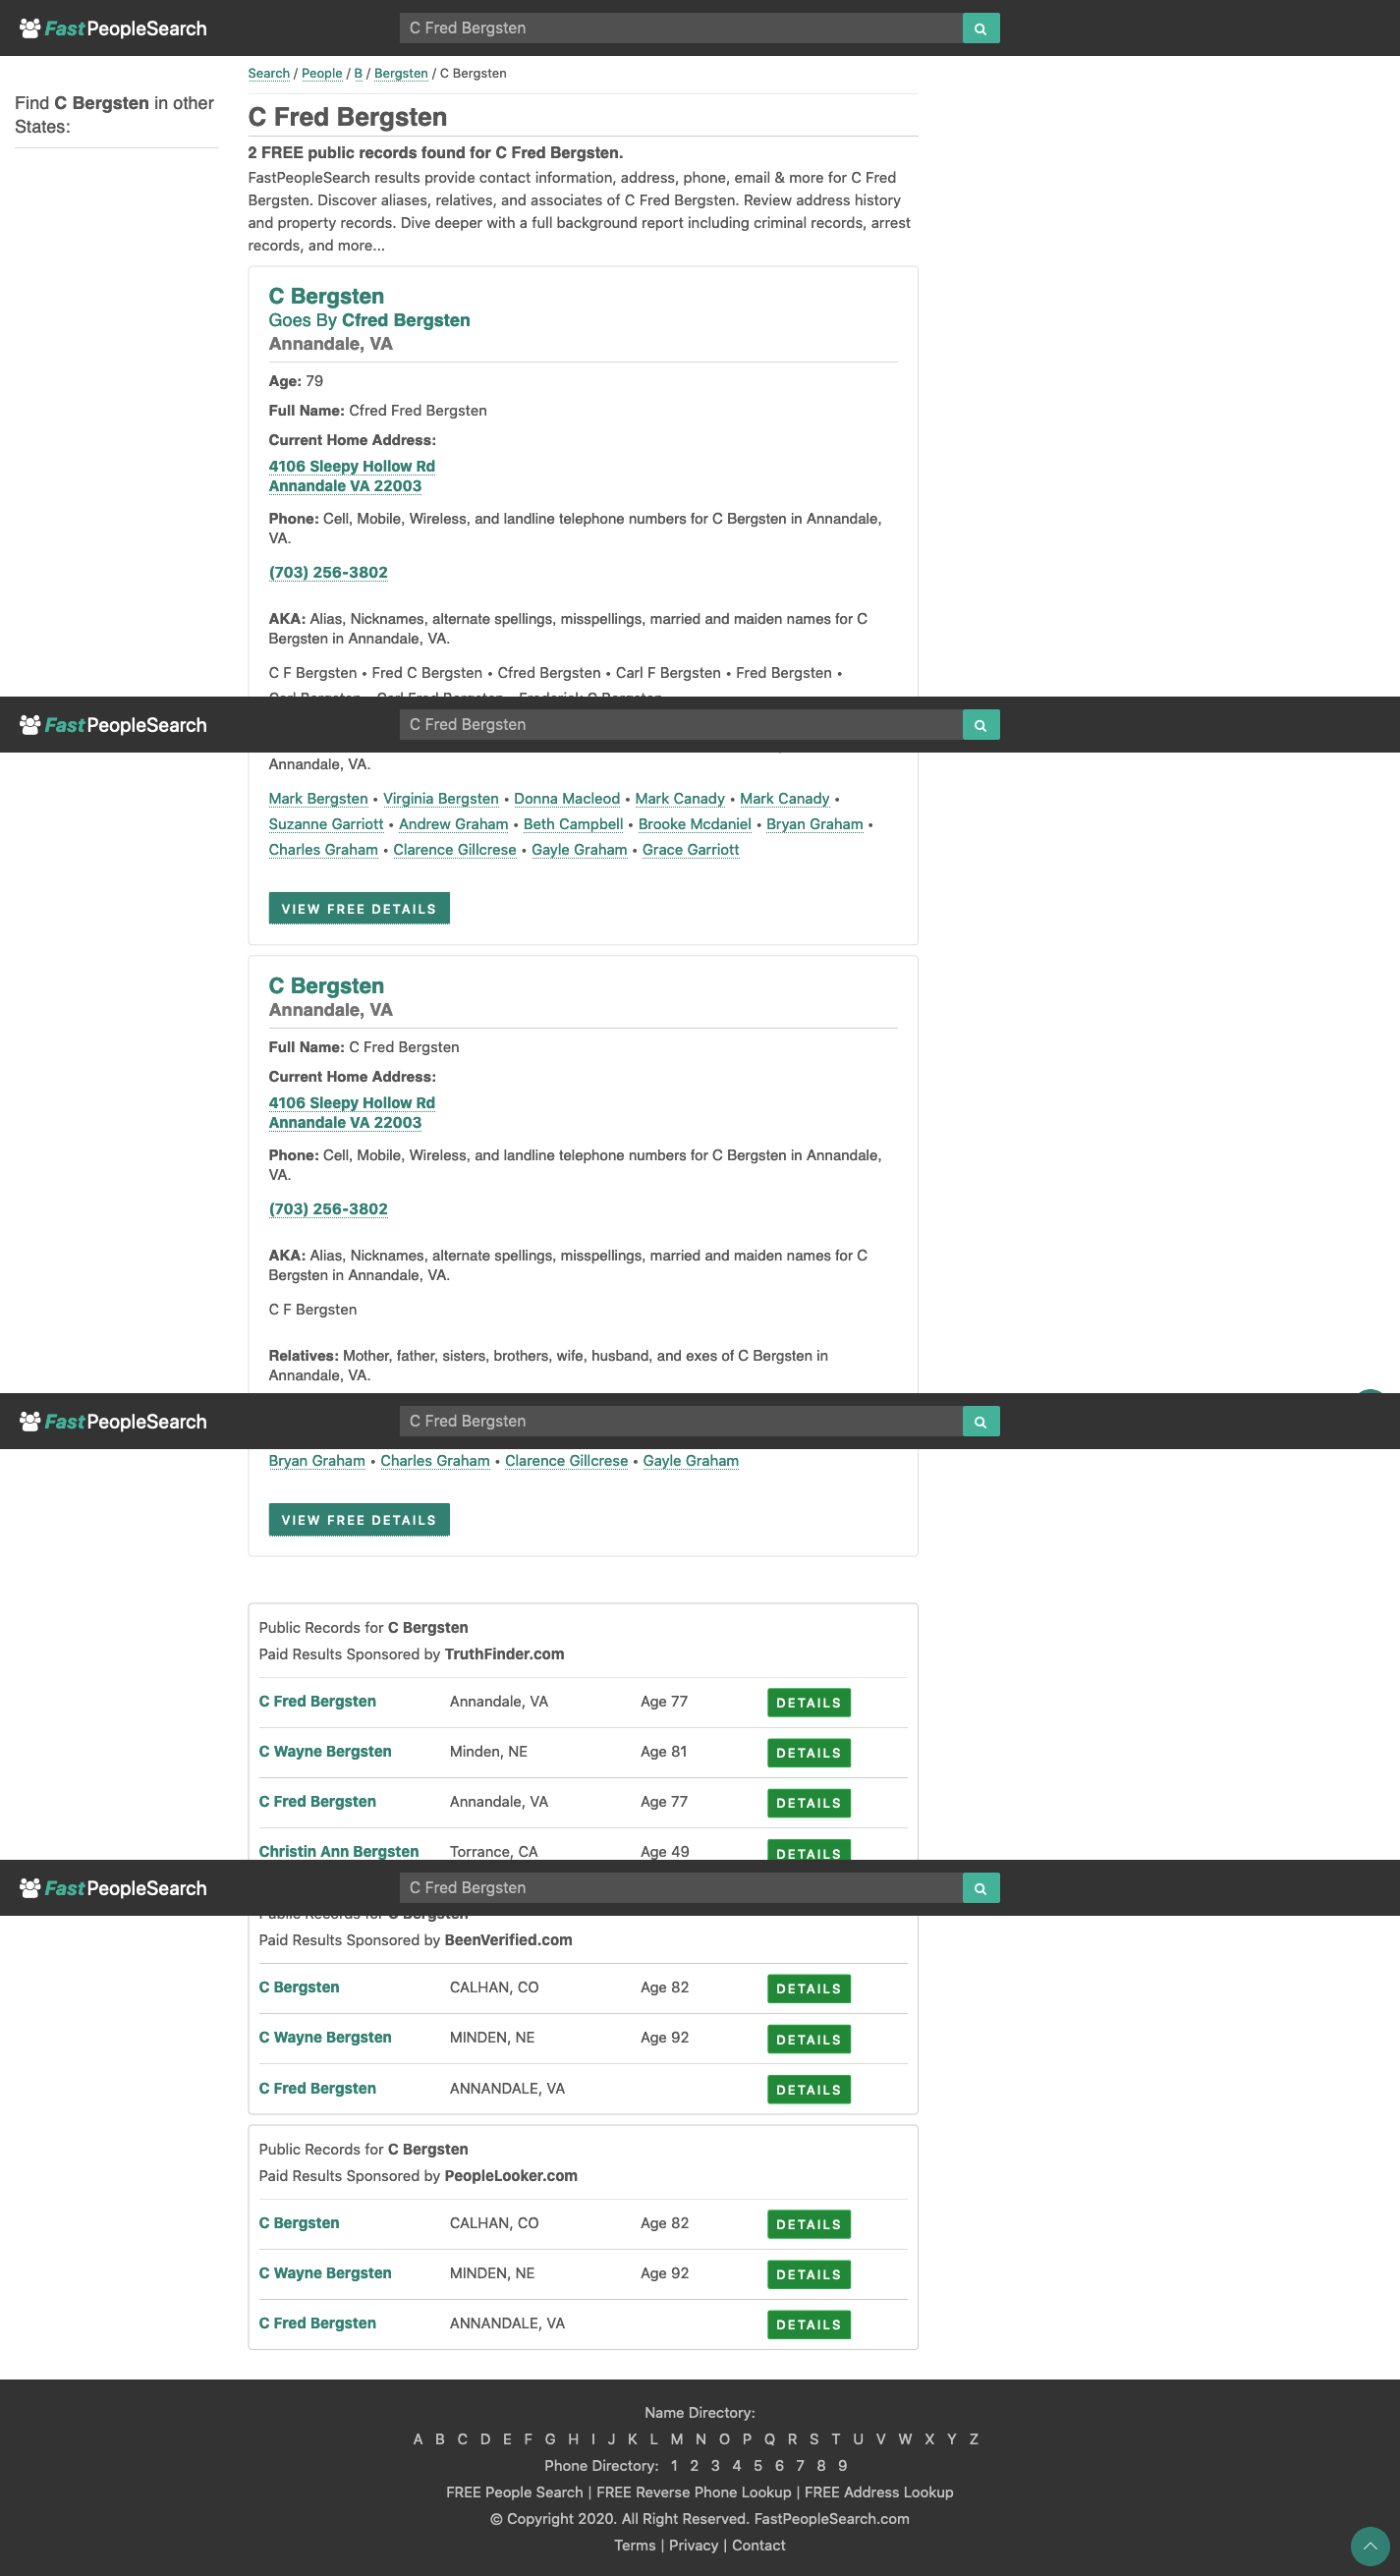 FastPeopleSearch
C Fred Bergsten
Search / People / B / Bergsten / C Bergsten
Find C Bergsten in other
States:
C Fred Bergsten
2 FREE public records found for C Fred Bergsten.
FastPeopleSearch results provide contact information, address, phone, email & more for C Fred
Bergsten. Discover aliases, relatives, and associates of C Fred Bergsten. Review address history
and property records. Dive deeper with a full background report including criminal records, arrest
records, and more...
C Bergsten
Goes By Cfred Bergsten
Annandale, VA
Age: 79
Full Name: Cfred Fred Bergsten
Current Home Address:
4106 Sleepy Hollow Rd
Annandale VA 22003
Phone: Cell, Mobile, Wireless, and landline telephone numbers for C Bergsten in Annandale,
VA.
(703) 256-3802
AKA: Alias, Nicknames, alternate spellings, misspellings, married and maiden names for C
Bergsten in Annandale, VA.
C F Bergsten • Fred C Bergsten • Cfred Bergsten • Carl F Bergsten • Fred Bergsten •
Carl Bergsten • Carl Fred Bergsten • Frederick C Bergsten
FastPeopleSearch
C Fred Bergsten
Annandale, VA.
Mark Bergsten • Virginia Bergsten • Donna Macleod • Mark Canady • Mark Canady •
Suzanne Garriott • Andrew Graham • Beth Campbell • Brooke Mcdaniel • Bryan Graham •
Charles Graham • Clarence Gillcrese • Gayle Graham • Grace Garriott
VIEW FREE DETAILS
C Bergsten
Annandale, VA
Full Name: C Fred Bergsten
Current Home Address:
4106 Sleepy Hollow Rd
Annandale VA 22003
Phone: Cell, Mobile, Wireless, and landline telephone numbers for C Bergsten in Annandale,
VA.
(703) 256-3802
AKA: Alias, Nicknames, alternate spellings, misspellings, married and maiden names for C
Bergsten in Annandale, VA.
C F Bergsten
Relatives: Mother, father, sisters, brothers, wife, husband, and exes of C Bergsten in
Annandale, VA.
FastPeopleSearch
C Fred Bergsten
Bryan Graham • Charles Graham • Clarence Gillcrese • Gayle Graham
VIEW FREE DETAILS
Public Records for C Bergsten
Paid Results Sponsored by TruthFinder.com
C Fred Bergsten Annandale, VA Age 77 DETAILS
C Wayne Bergsten Minden, NE Age 81 DETAILS
C Fred Bergsten Annandale, VA Age 77 DETAILS
Christin Ann Bergsten Torrance, CA Age 49 DETAILS
FastPeopleSearch
C Fred Bergsten
Public Records for C Bergsten
Paid Results Sponsored by BeenVerified.com
C Bergsten CALHAN, CO Age 82 DETAILS
C Wayne Bergsten MINDEN, NE Age 92 DETAILS
C Fred Bergsten ANNANDALE, VA DETAILS
Public Records for C Bergsten
Paid Results Sponsored by PeopleLooker.com
C Bergsten CALHAN, CO Age 82 DETAILS
C Wayne Bergsten MINDEN, NE Age 92 DETAILS
C Fred Bergsten ANNANDALE, VA DETAILS
Name Directory:
A B C D E F G H I J K L M N O P Q R S T U V W X Y Z
Phone Directory: 1 2 3 4 5 6 7 8 9
FREE People Search | FREE Reverse Phone Lookup | FREE Address Lookup
© Copyright 2020. All Right Reserved. FastPeopleSearch.com
Terms | Privacy | Contact